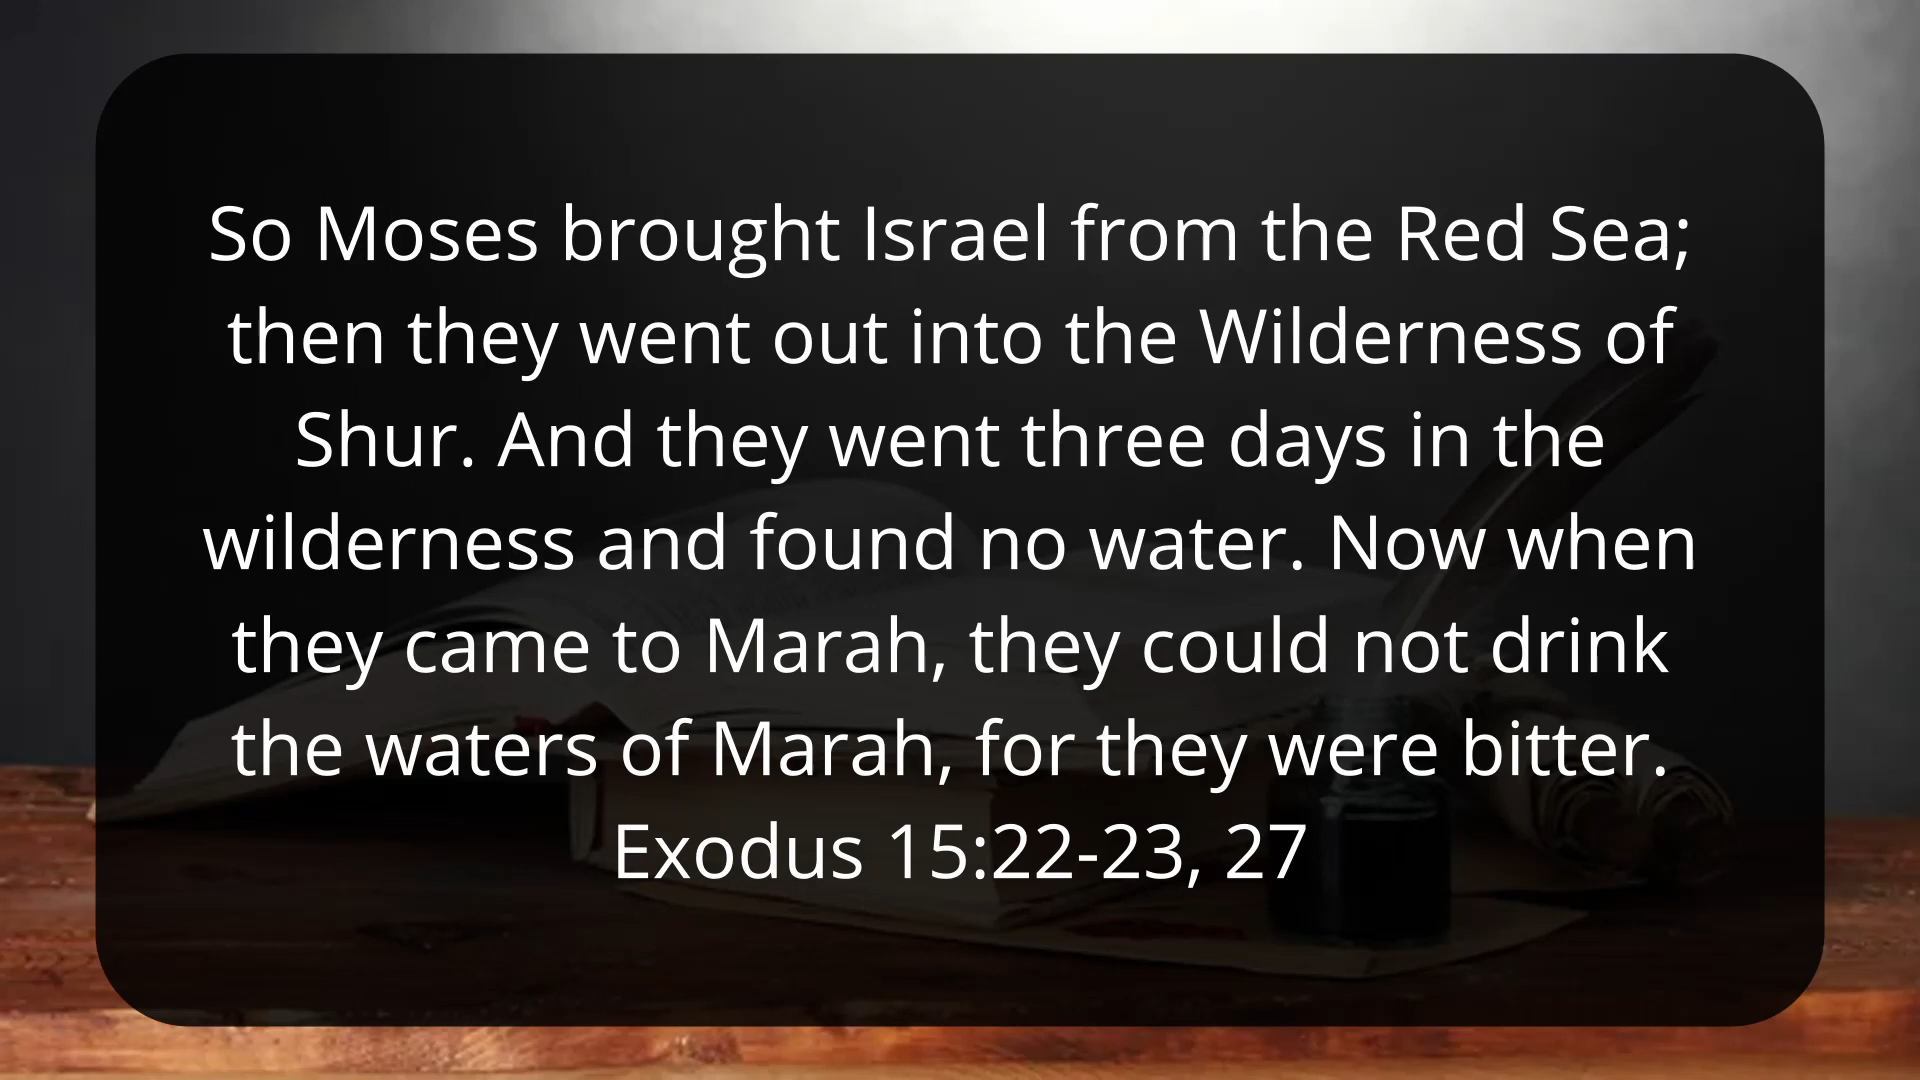 So Moses brought Israel from the Red Sea;
then they went out into the Wilderness of
Shur. And they went three days in the
wilderness and found no water. Now when
they came to Marah, they could not drink
the waters of Marah, for they were bitter.
Exodus 15:22-23, 27